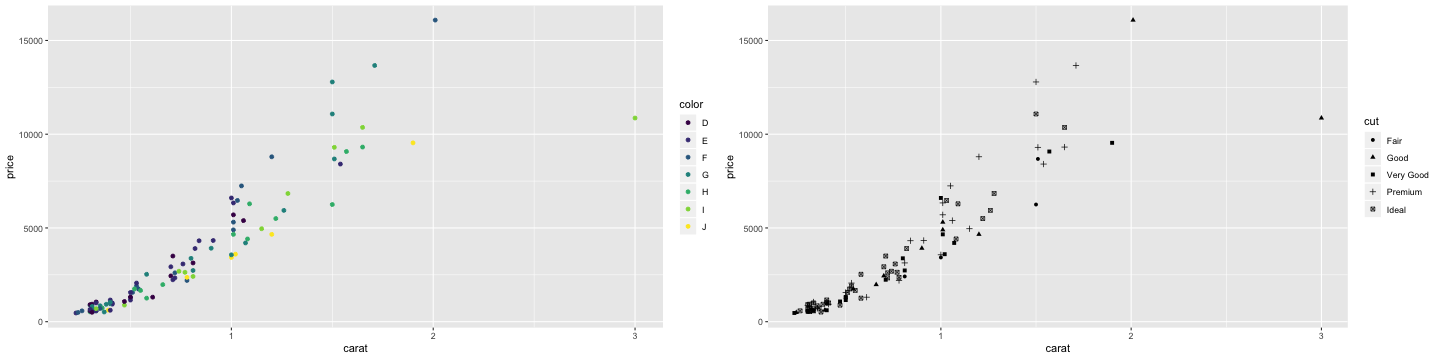 15000
10000
5000
0
price
1
2
3
carat
color
D
E
F
G
H
I
J
15000
10000
5000
0
price
1
2
3
carat
cut
Fair
Good
Very Good
Premium
Ideal